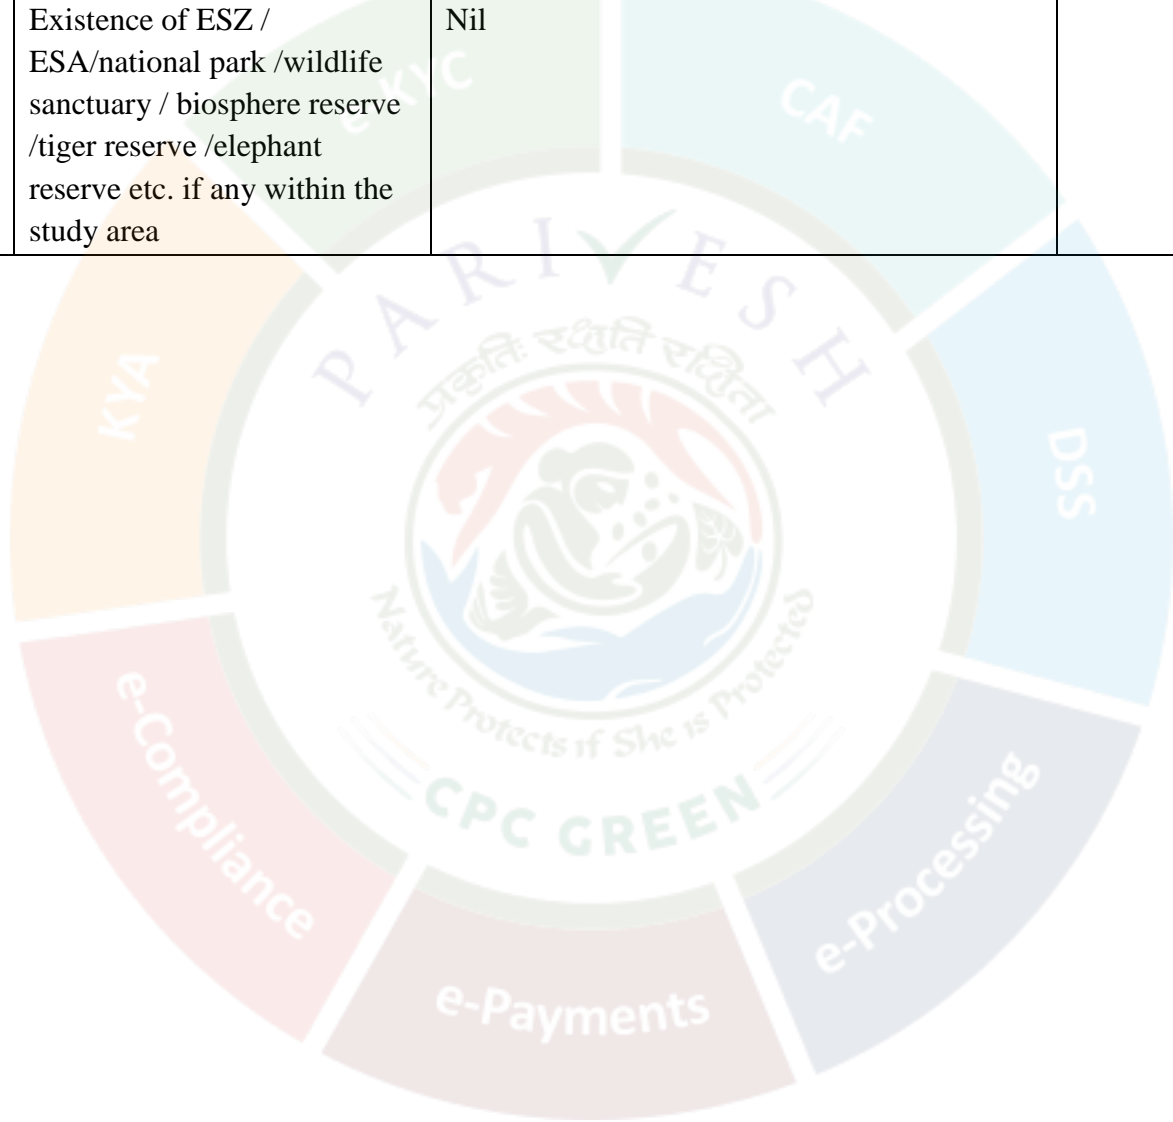 Existence of ESZ /
ESA/national park /wildlife
sanctuary / biosphere reserve
/tiger reserve /elephant
reserve etc. if any within the
study area
Nil
e-KYC
CAF
KYA
DSS
PARIVESH
प्रकृतिः रक्षति रक्षिता
Nature Protects if She is Protected
CPC GREEN
e-Compliance
e-Processing
e-Payments